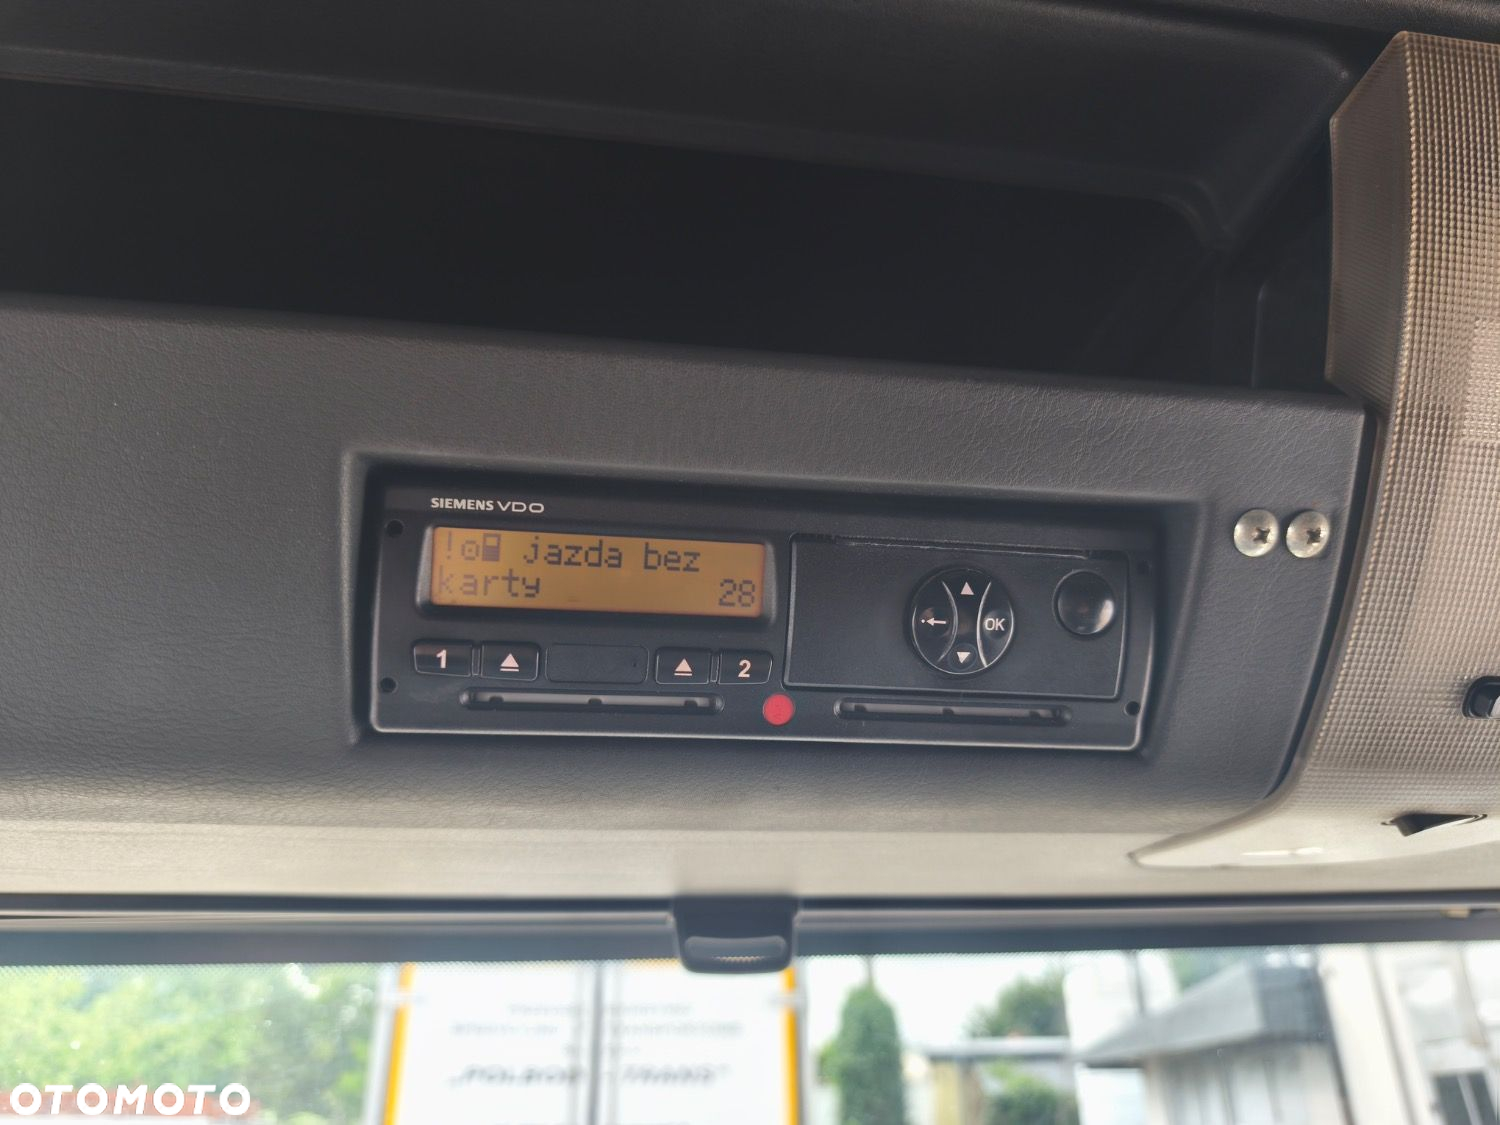 SIEMENS VDO
!o jazda bez
karty 28
1
2
OK
OTOMOTO